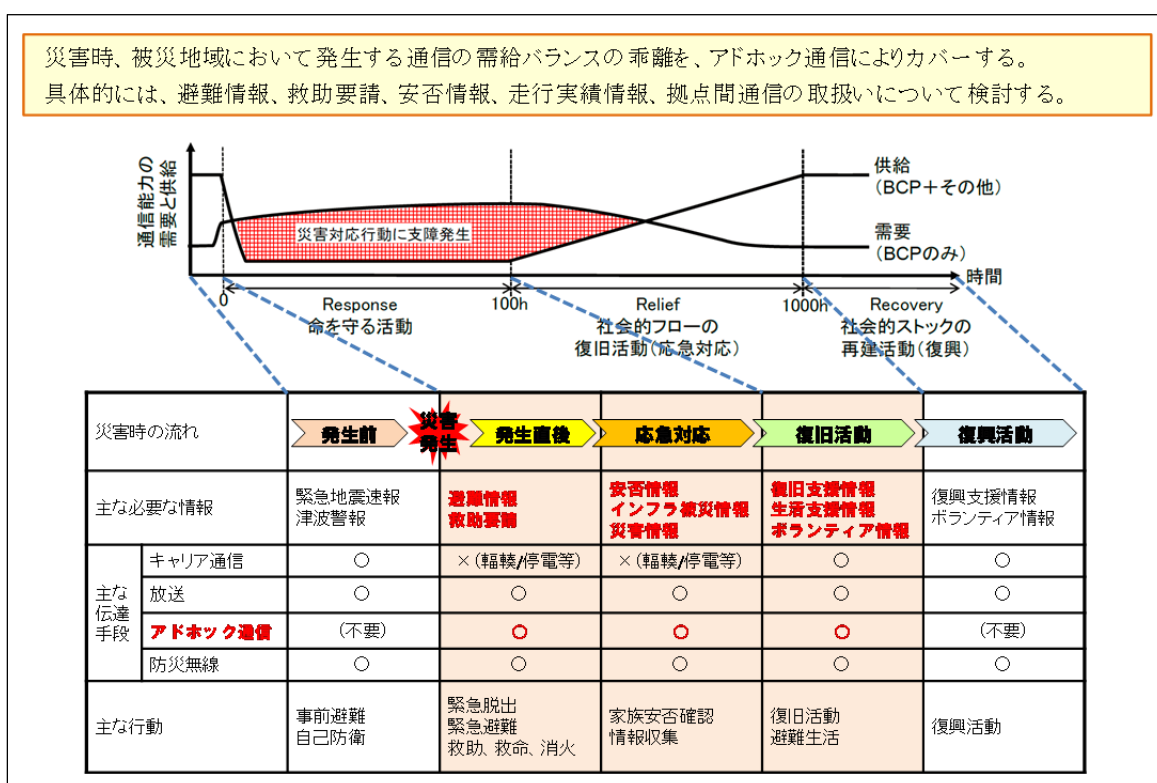 災害時、被災地域において発生する通信の需給バランスの乖離を、アドホック通信によりカバーする。
具体的には、避難情報、救助要請、安否情報、走行実績情報、拠点間通信の取扱いについて検討する。
通信能力の
需要と供給
供給
(BCP+その他)
災害対応行動に支障発生
需要
(BCPのみ)
時間
0
100h
1000h
Response
命を守る活動
Relief
社会的フローの
復旧活動(応急対応)
Recovery
社会的ストックの
再建活動(復興)
災害時の流れ
発生前
災害
発生
発生直後
応急対応
復旧活動
復興活動
主な必要な情報
緊急地震速報
津波警報
避難情報
救助要請
安否情報
インフラ被災情報
災害情報
復旧支援情報
生活支援情報
ボランティア情報
復興支援情報
ボランティア情報
主な
伝達
手段
キャリア通信
○
×(輻輳/停電等)
×(輻輳/停電等)
○
○
放送
○
○
○
○
○
アドホック通信
(不要)
○
○
○
(不要)
防災無線
○
○
○
○
○
主な行動
事前避難
自己防衛
緊急脱出
緊急避難
救助、救命、消火
家族安否確認
情報収集
復旧活動
避難生活
復興活動